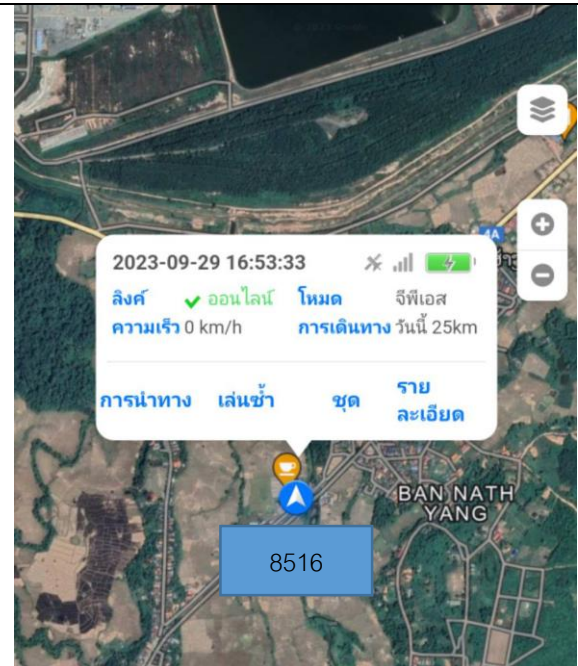 4A
2023-09-29 16:53:33
ลิงค์ ออนไลน์ โหมด จีพีเอส
ความเร็ว 0 km/h การเดินทาง วันนี้ 25km
การนำทาง เล่นซ้ำ ชุด ราย
ละเอียด
BAN NATH
YANG
8516